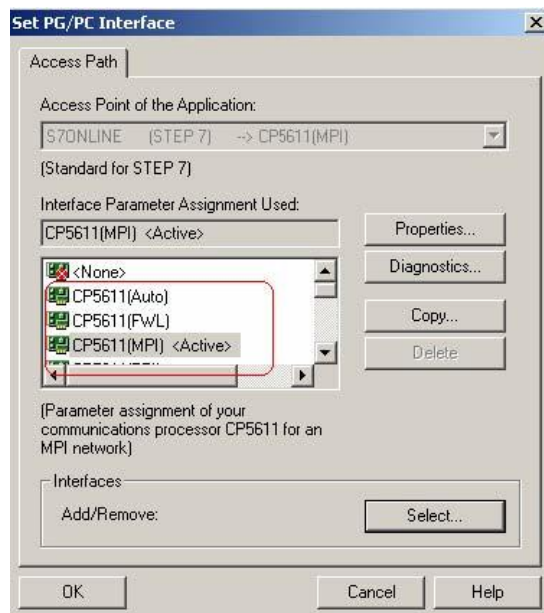 Set PG/PC Interface
Access Path
Access Point of the Application:
S7ONLINE (STEP 7) --> CP5611(MPI)
(Standard for STEP 7)
Interface Parameter Assignment Used:
CP5611(MPI) <Active>
Properties...
<None>
Diagnostics...
CP5611(Auto)
CP5611(FWL)
Copy...
CP5611(MPI) <Active>
Delete
(Parameter assignment of your
communications processor CP5611 for an
MPI network)
Interfaces
Add/Remove:
Select...
OK
Cancel
Help